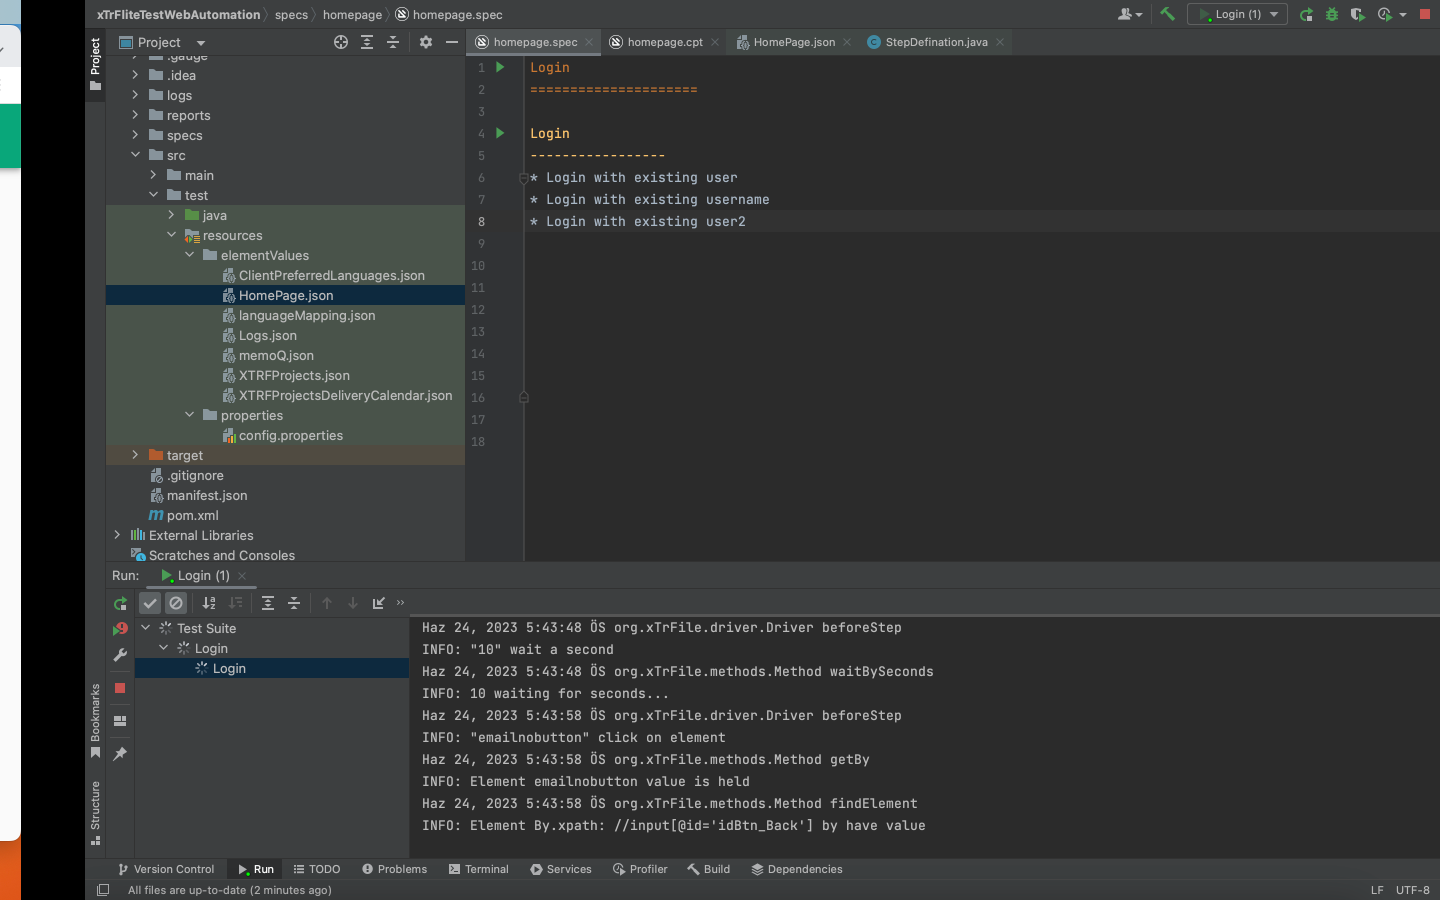 xTrFliteTestWebAutomation specs homepage homepage.spec
Login (1)
Project
homepage.spec homepage.cpt HomePage.json StepDefination.java
Project
.gauge
.idea
logs
reports
specs
src
main
test
java
resources
elementValues
ClientPreferredLanguages.json
HomePage.json
languageMapping.json
Logs.json
memoQ.json
XTRFProjects.json
XTRFProjectsDeliveryCalendar.json
properties
config.properties
target
.gitignore
manifest.json
pom.xml
External Libraries
Scratches and Consoles
1 Login
2 =====================
3
4 Login
5 -----------------
6 * Login with existing user
7 * Login with existing username
8 * Login with existing user2
9
10
11
12
13
14
15
16
17
18
Run: Login (1)
Test Suite
Login
Login
Haz 24, 2023 5:43:48 ÖS org.xTrFile.driver.Driver beforeStep
INFO: "10" wait a second
Haz 24, 2023 5:43:48 ÖS org.xTrFile.methods.Method waitBySeconds
INFO: 10 waiting for seconds...
Haz 24, 2023 5:43:58 ÖS org.xTrFile.driver.Driver beforeStep
INFO: "emailnobutton" click on element
Haz 24, 2023 5:43:58 ÖS org.xTrFile.methods.Method getBy
INFO: Element emailnobutton value is held
Haz 24, 2023 5:43:58 ÖS org.xTrFile.methods.Method findElement
INFO: Element By.xpath: //input[@id='idBtn_Back'] by have value
Bookmarks
Structure
Version Control Run TODO Problems Terminal Services Profiler Build Dependencies
All files are up-to-date (2 minutes ago)
LF UTF-8